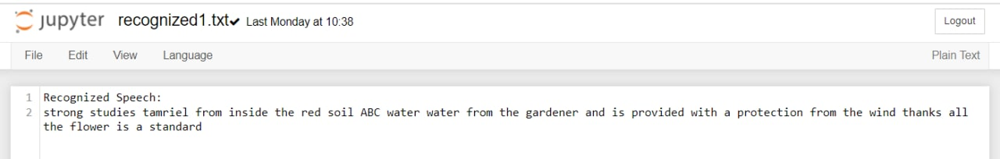 jupyter recognized1.txt✔ Last Monday at 10:38
Logout
File Edit View Language
Plain Text
1 Recognized Speech:
2 strong studies tamriel from inside the red soil ABC water water from the gardener and is provided with a protection from the wind thanks all
the flower is a standard